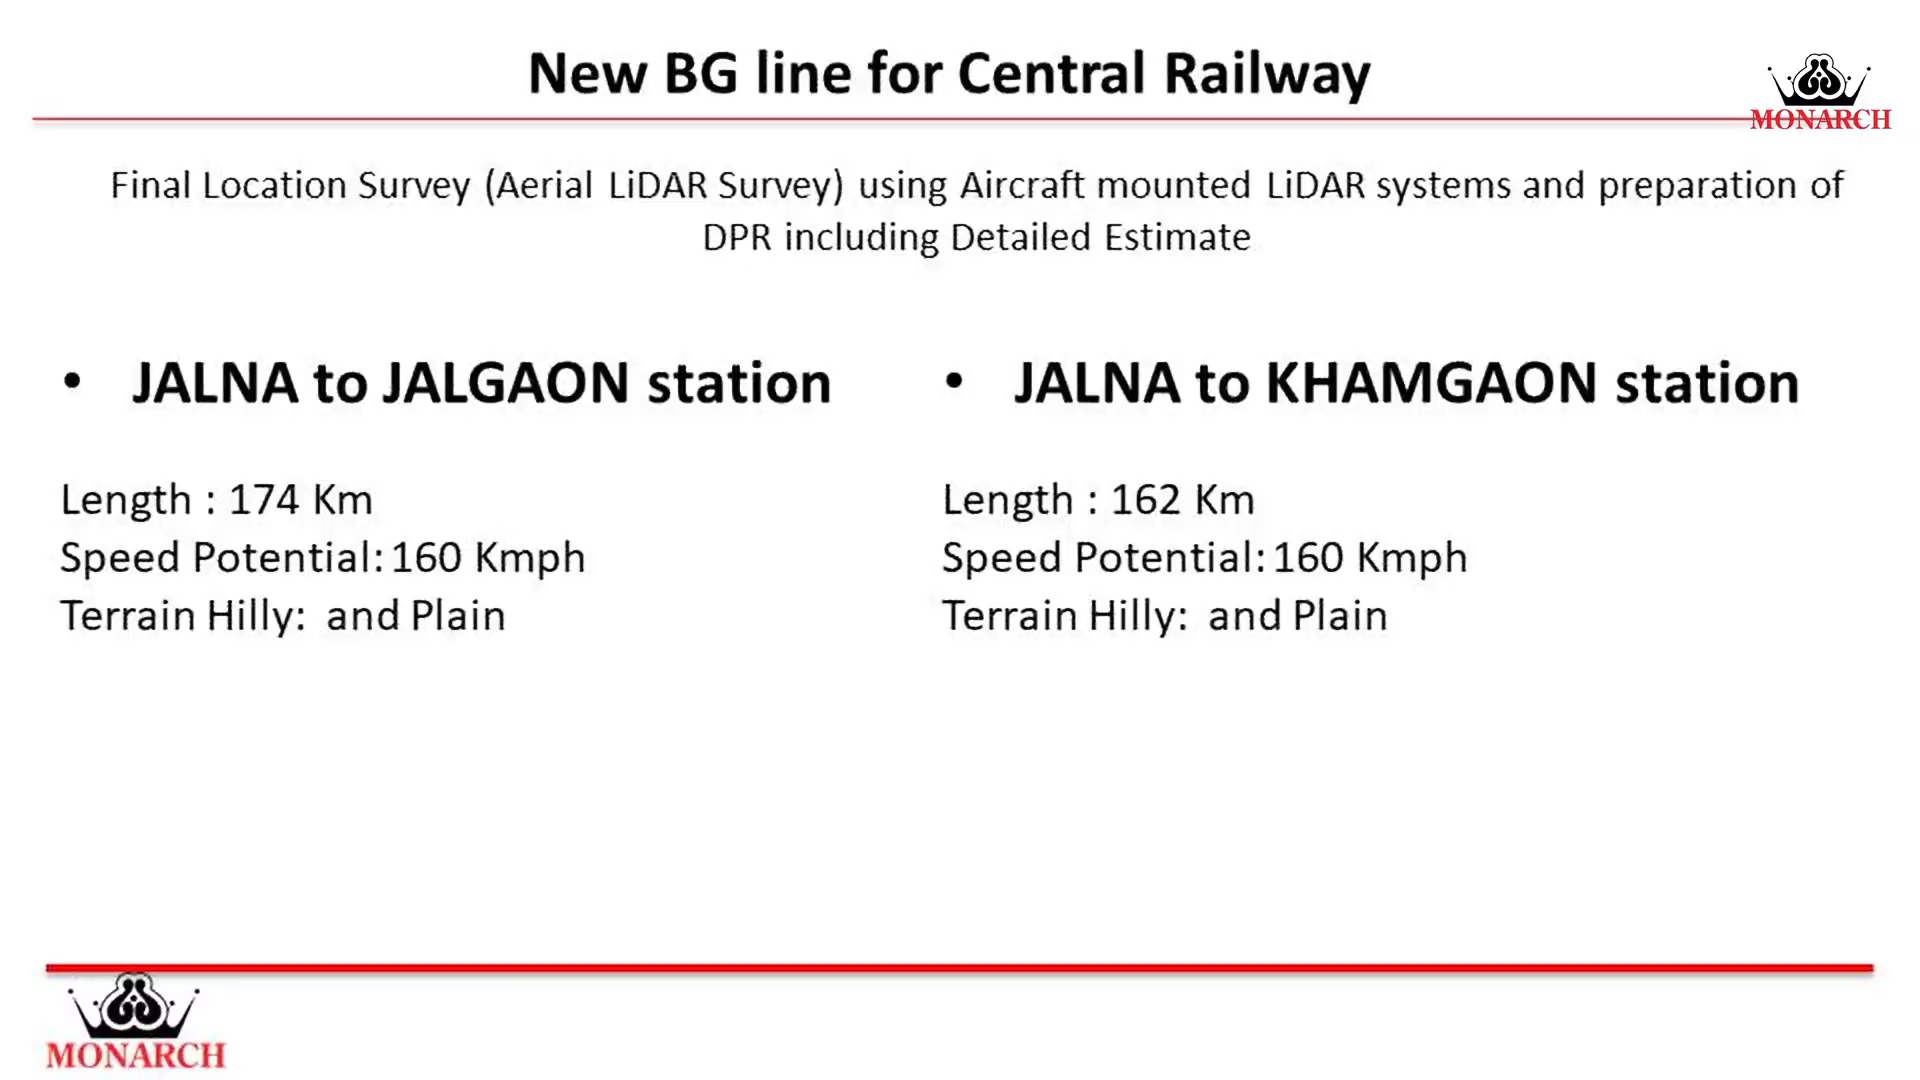 New BG line for Central Railway
MONARCH
Final Location Survey (Aerial LiDAR Survey) using Aircraft mounted LiDAR systems and preparation of
DPR including Detailed Estimate
• JALNA to JALGAON station
Length : 174 Km
Speed Potential: 160 Kmph
Terrain Hilly: and Plain
• JALNA to KHAMGAON station
Length : 162 Km
Speed Potential: 160 Kmph
Terrain Hilly: and Plain
MONARCH